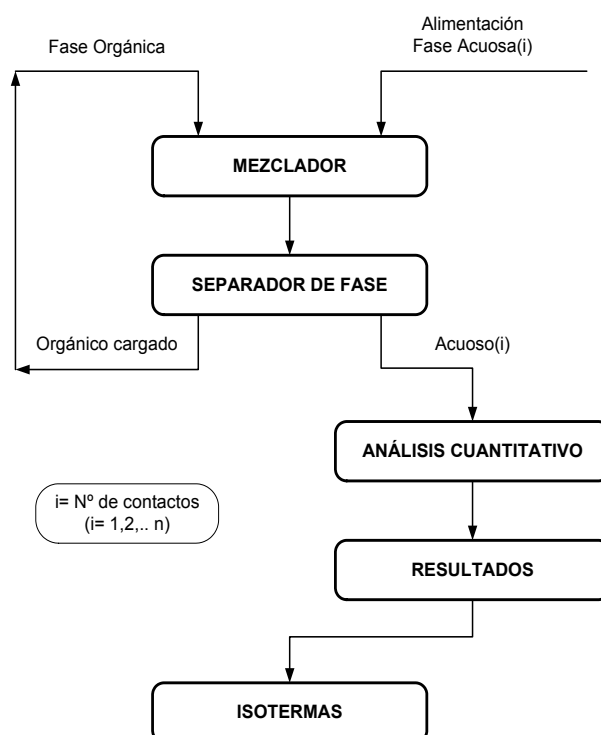 Alimentación
Fase Orgánica
Fase Acuosa(i)
MEZCLADOR
SEPARADOR DE FASE
Orgánico cargado
Acuoso(i)
ANÁLISIS CUANTITATIVO
i= Nº de contactos
(i= 1,2,.. n)
RESULTADOS
ISOTERMAS